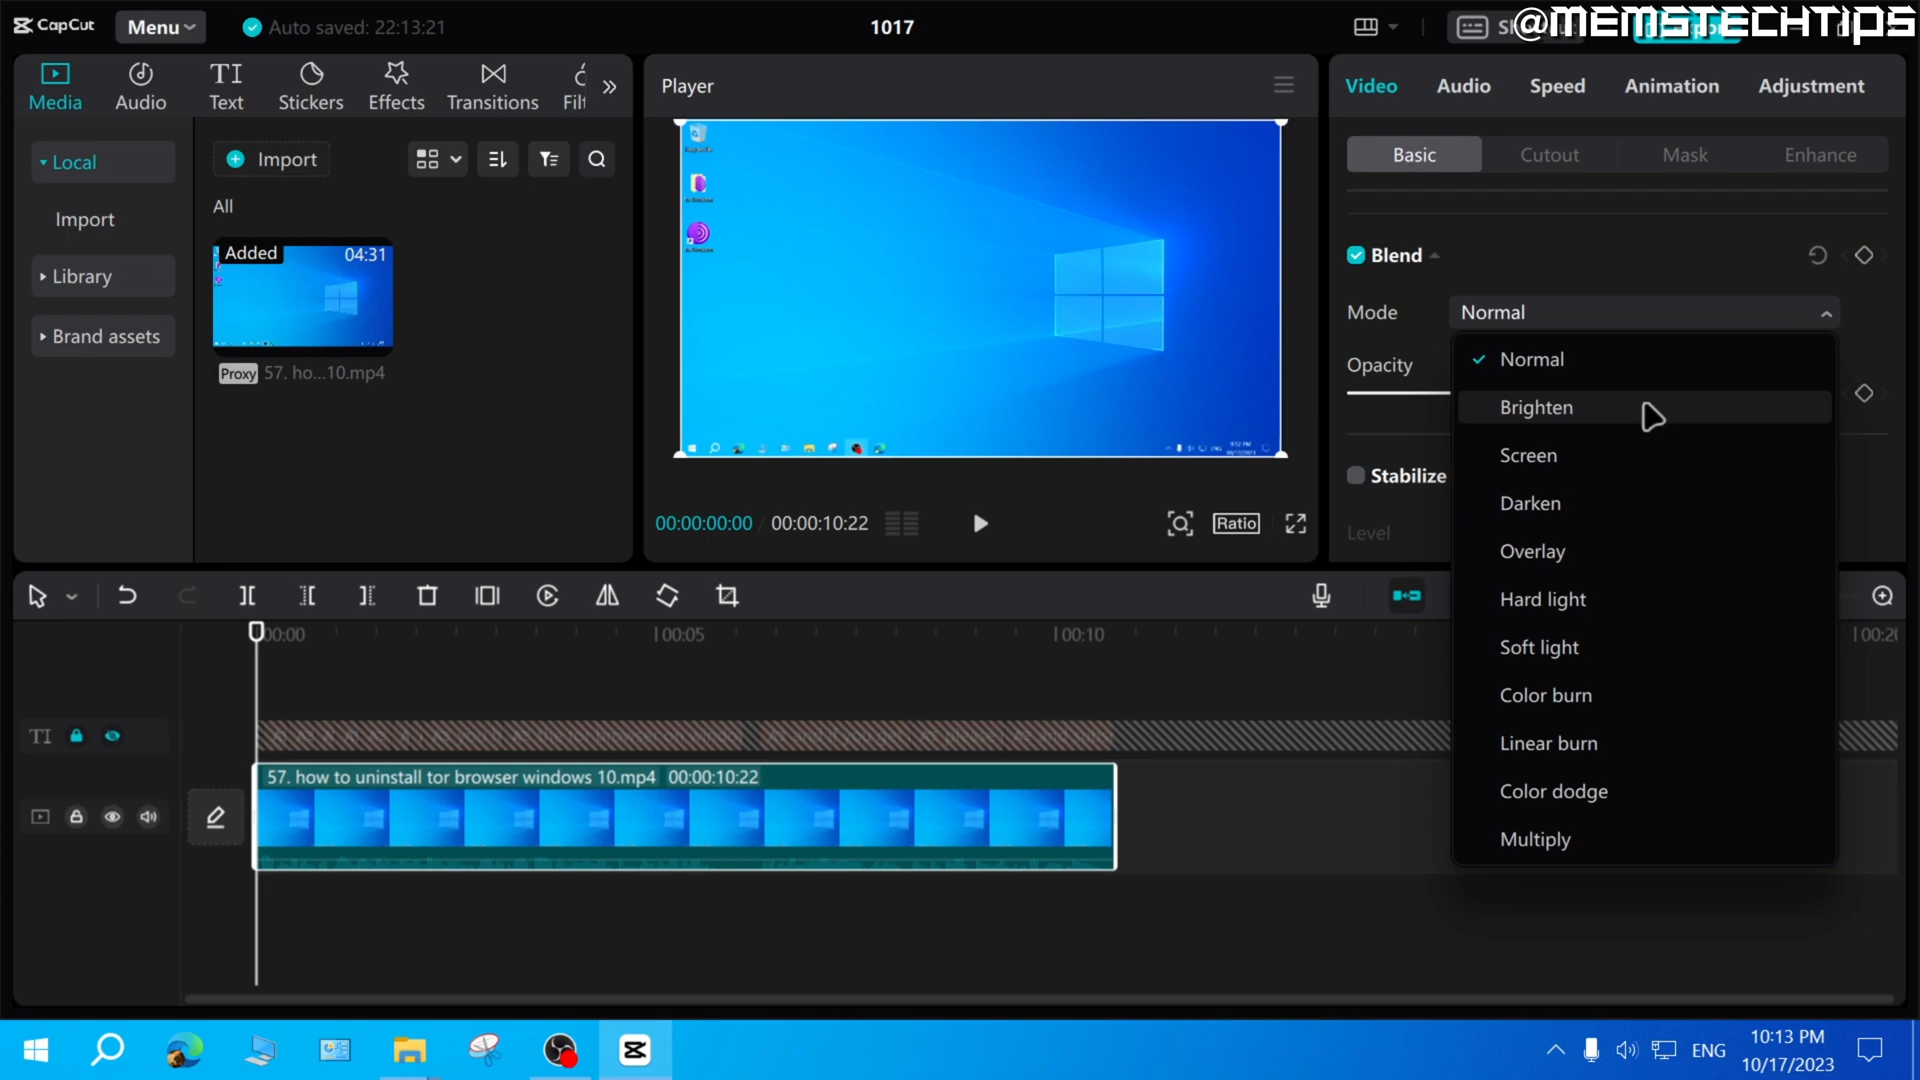 CapCut
Menu
Auto saved: 22:13:21
1017
@MEMSTECHTIPS
Media
Audio
Text
Stickers
Effects
Transitions
Filt
Player
Video
Audio
Speed
Animation
Adjustment
Local
Import
Library
Brand assets
Import
All
Added
04:31
Proxy
57. ho...10.mp4
Basic
Cutout
Mask
Enhance
Blend
Mode
Normal
Opacity
Normal
Brighten
Screen
Darken
Overlay
Hard light
Soft light
Color burn
Linear burn
Color dodge
Multiply
Stabilize
Level
00:00:00:00
00:00:10:22
Ratio
00:00
00:05
00:10
00:20
TI
57. how to uninstall tor browser windows 10.mp4 00:00:10:22
ENG
10:13 PM
10/17/2023